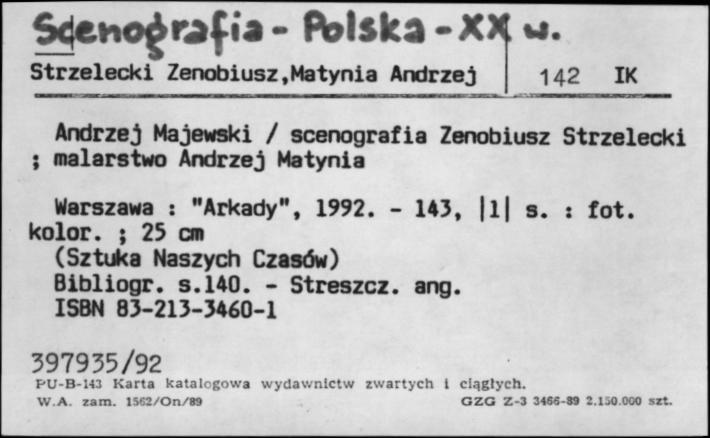 Scenografia - Polska - XX w.
Strzelecki Zenobiusz,Matynia Andrzej 142 IK
Andrzej Majewski / scenografia Zenobiusz Strzelecki
; malarstwo Andrzej Matynia
Warszawa : "Arkady", 1992. - 143, |1| s. : fot.
kolor. ; 25 cm
(Sztuka Naszych Czasów)
Bibliogr. s.140. - Streszcz. ang.
ISBN 83-213-3460-1
397935/92
PU-B-143 Karta katalogowa wydawnictw zwartych i ciągłych.
W.A. zam. 1562/On/89 GZG Z-3 3466-89 2.150.000 szt.